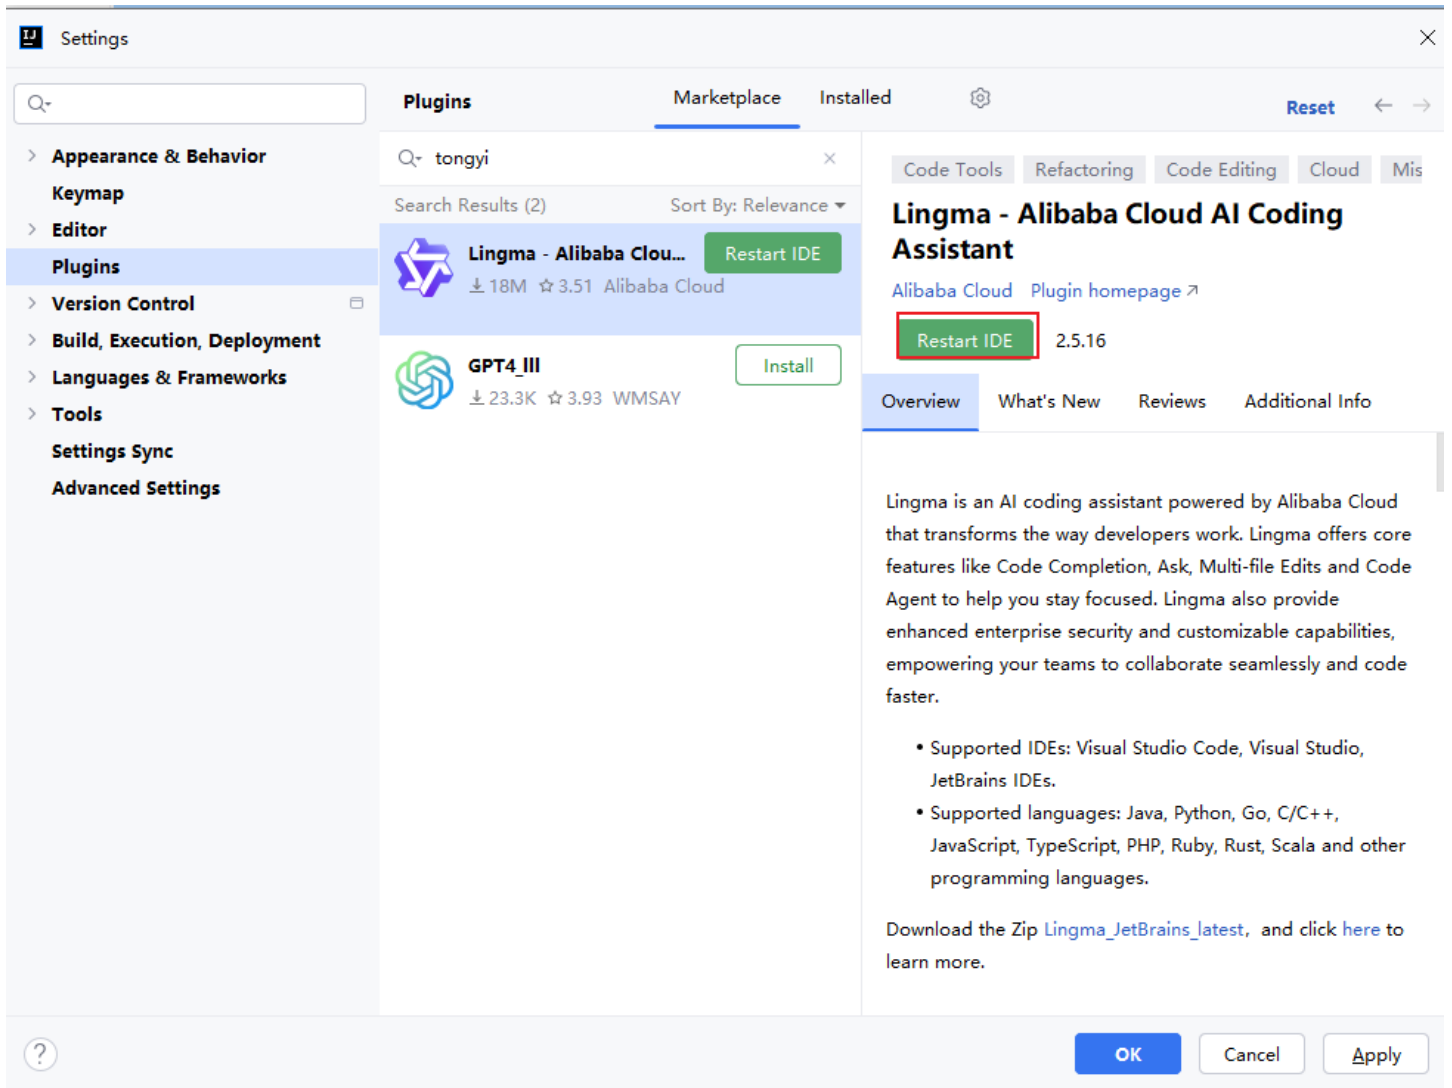 IJ
Settings
Plugins
Marketplace
Installed
Reset
Appearance & Behavior
Keymap
Editor
Plugins
Version Control
Build, Execution, Deployment
Languages & Frameworks
Tools
Settings Sync
Advanced Settings
tongyi
Search Results (2)
Sort By: Relevance
Lingma - Alibaba Clou...
Restart IDE
18M 3.51 Alibaba Cloud
GPT4_lll
Install
23.3K 3.93 WMSAY
Code Tools Refactoring Code Editing Cloud Mis
Lingma - Alibaba Cloud AI Coding
Assistant
Alibaba Cloud Plugin homepage ↗
Restart IDE 2.5.16
Overview What's New Reviews Additional Info
Lingma is an AI coding assistant powered by Alibaba Cloud
that transforms the way developers work. Lingma offers core
features like Code Completion, Ask, Multi-file Edits and Code
Agent to help you stay focused. Lingma also provide
enhanced enterprise security and customizable capabilities,
empowering your teams to collaborate seamlessly and code
faster.
• Supported IDEs: Visual Studio Code, Visual Studio,
JetBrains IDEs.
• Supported languages: Java, Python, Go, C/C++,
JavaScript, TypeScript, PHP, Ruby, Rust, Scala and other
programming languages.
Download the Zip Lingma_JetBrains_latest, and click here to
learn more.
?
OK
Cancel
Apply